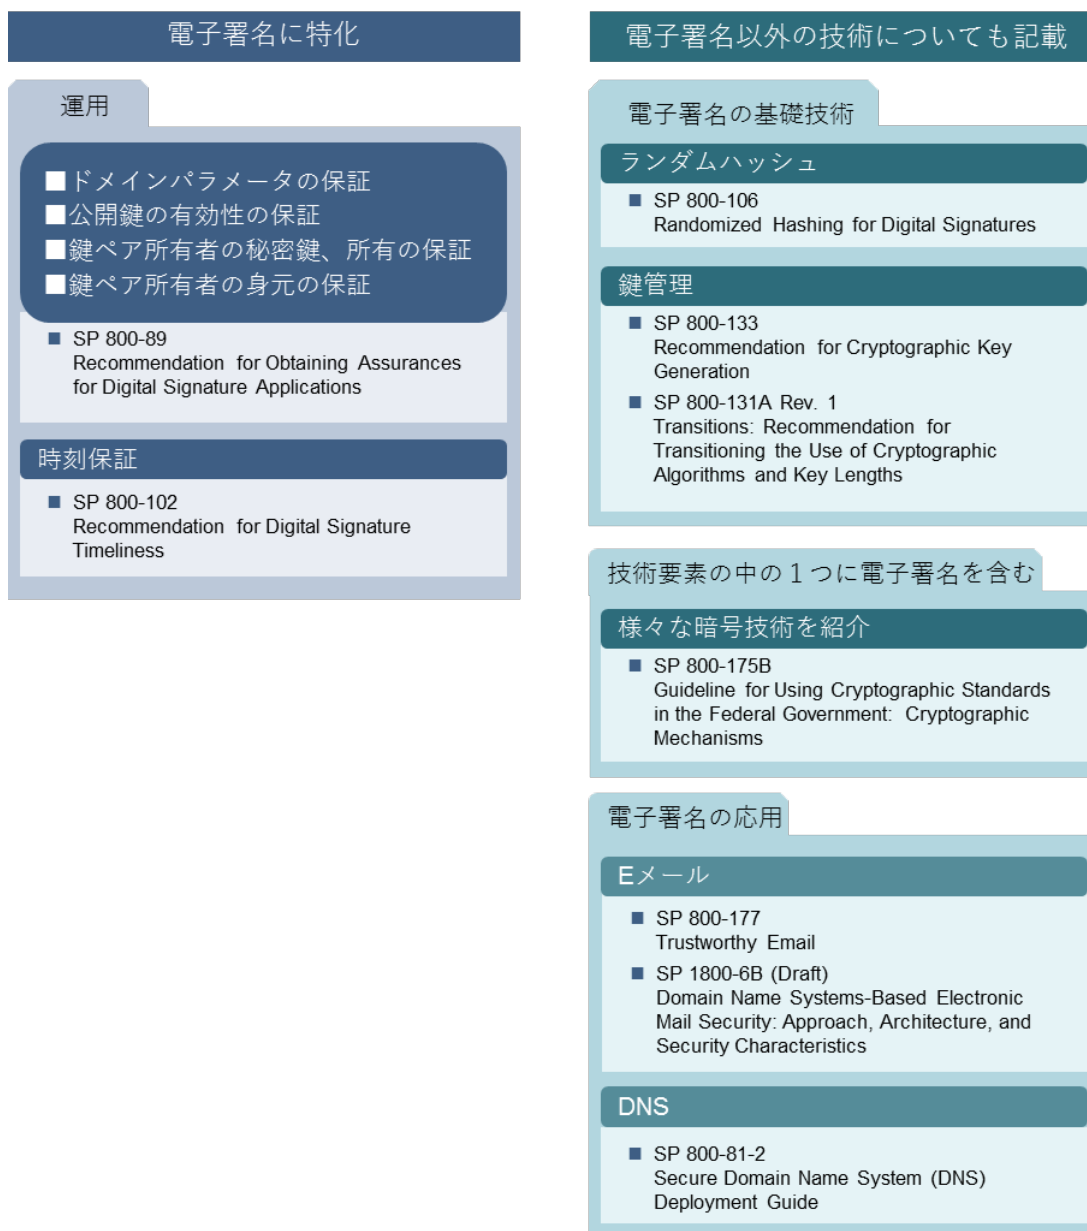 電子署名に特化
運用
■ドメインパラメータの保証
■公開鍵の有効性の保証
■鍵ペア所有者の秘密鍵、所有の保証
■鍵ペア所有者の身元の保証
■ SP 800-89
Recommendation for Obtaining Assurances
for Digital Signature Applications
時刻保証
■ SP 800-102
Recommendation for Digital Signature
Timeliness
電子署名以外の技術についても記載
電子署名の基礎技術
ランダムハッシュ
■ SP 800-106
Randomized Hashing for Digital Signatures
鍵管理
■ SP 800-133
Recommendation for Cryptographic Key
Generation
■ SP 800-131A Rev. 1
Transitions: Recommendation for
Transitioning the Use of Cryptographic
Algorithms and Key Lengths
技術要素の中の１つに電子署名を含む
様々な暗号技術を紹介
■ SP 800-175B
Guideline for Using Cryptographic Standards
in the Federal Government: Cryptographic
Mechanisms
電子署名の応用
Eメール
■ SP 800-177
Trustworthy Email
■ SP 1800-6B (Draft)
Domain Name Systems-Based Electronic
Mail Security: Approach, Architecture, and
Security Characteristics
DNS
■ SP 800-81-2
Secure Domain Name System (DNS)
Deployment Guide